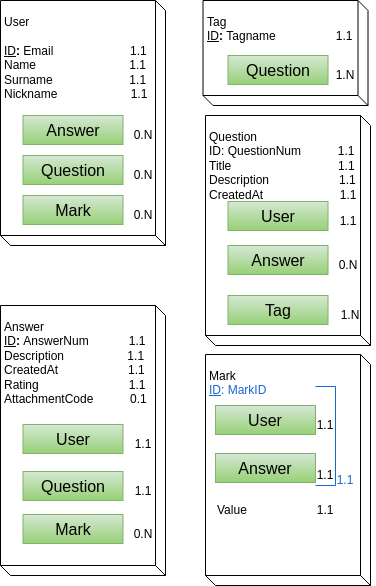 User
ID: Email 1.1
Name 1.1
Surname 1.1
Nickname 1.1
Answer 0.N
Question 0.N
Mark 0.N
Tag
ID: Tagname 1.1
Question 1.N
Question
ID: QuestionNum 1.1
Title 1.1
Description 1.1
CreatedAt 1.1
User 1.1
Answer 0.N
Tag 1.N
Answer
ID: AnswerNum 1.1
Description 1.1
CreatedAt 1.1
Rating 1.1
AttachmentCode 0.1
User 1.1
Question 1.1
Mark 0.N
Mark
ID: MarkID
User 1.1
Answer 1.1
1.1
Value 1.1